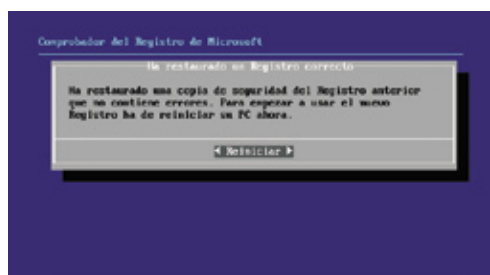 Comprobador del Registro de Microsoft
Ha restaurado un Registro correcto
Ha restaurado una copia de seguridad del Registro anterior
que no contiene errores. Para empezar a usar el nuevo
Registro ha de reiniciar su PC ahora.
Reiniciar